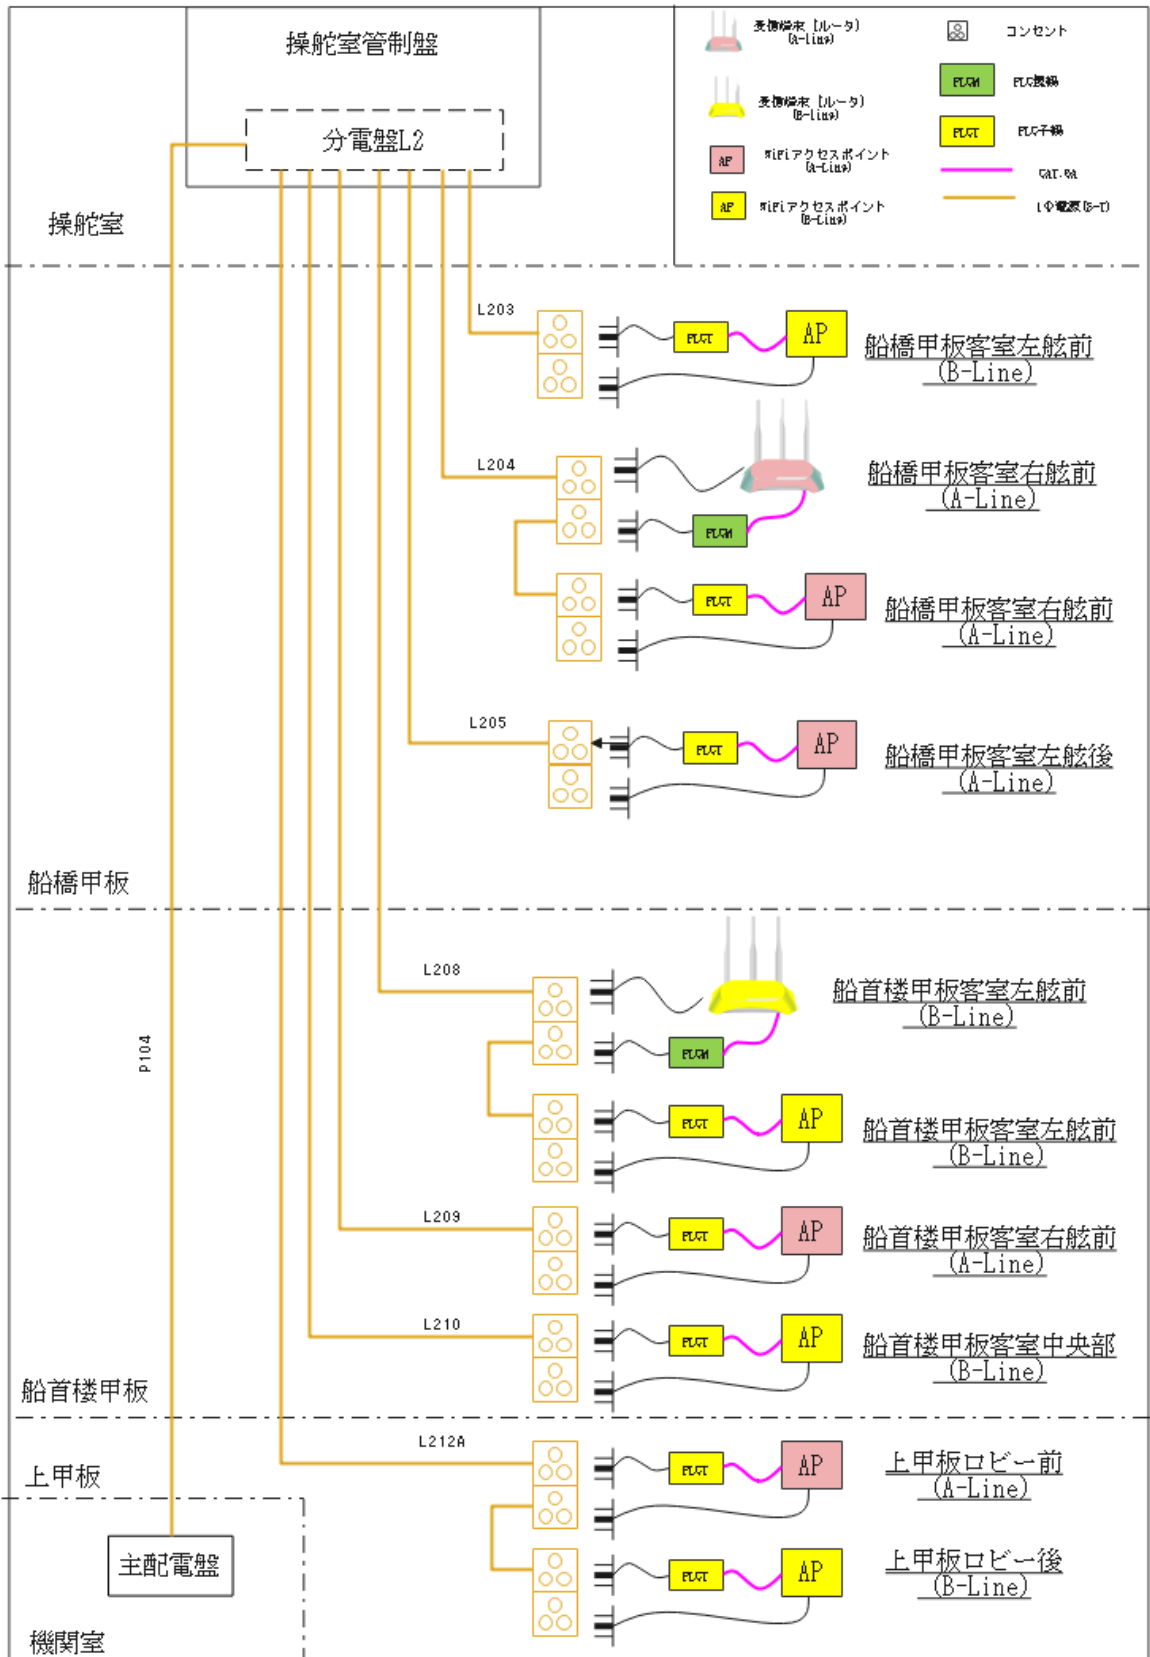 操舵室管制盤
分電盤L2
操舵室
受信端末 (ルータ)
(A-Line)
受信端末 (ルータ)
(B-Line)
AP
WiFiアクセスポイント
(A-Line)
AP
WiFiアクセスポイント
(B-Line)
コンセント
PLCM
PLC親機
PLCT
PLC子機
CAT.6A
1Φ電源(S-T)
L203
PLCT
AP
船橋甲板客室左舷前
(B-Line)
L204
船橋甲板客室右舷前
(A-Line)
PLCM
PLCT
AP
船橋甲板客室右舷前
(A-Line)
L205
PLCT
AP
船橋甲板客室左舷後
(A-Line)
船橋甲板
P104
L208
船首楼甲板客室左舷前
(B-Line)
PLCM
PLCT
AP
船首楼甲板客室左舷前
(B-Line)
L209
PLCT
AP
船首楼甲板客室右舷前
(A-Line)
L210
PLCT
AP
船首楼甲板客室中央部
(B-Line)
船首楼甲板
L212A
PLCT
AP
上甲板ロビー前
(A-Line)
上甲板
主配電盤
PLCT
AP
上甲板ロビー後
(B-Line)
機関室